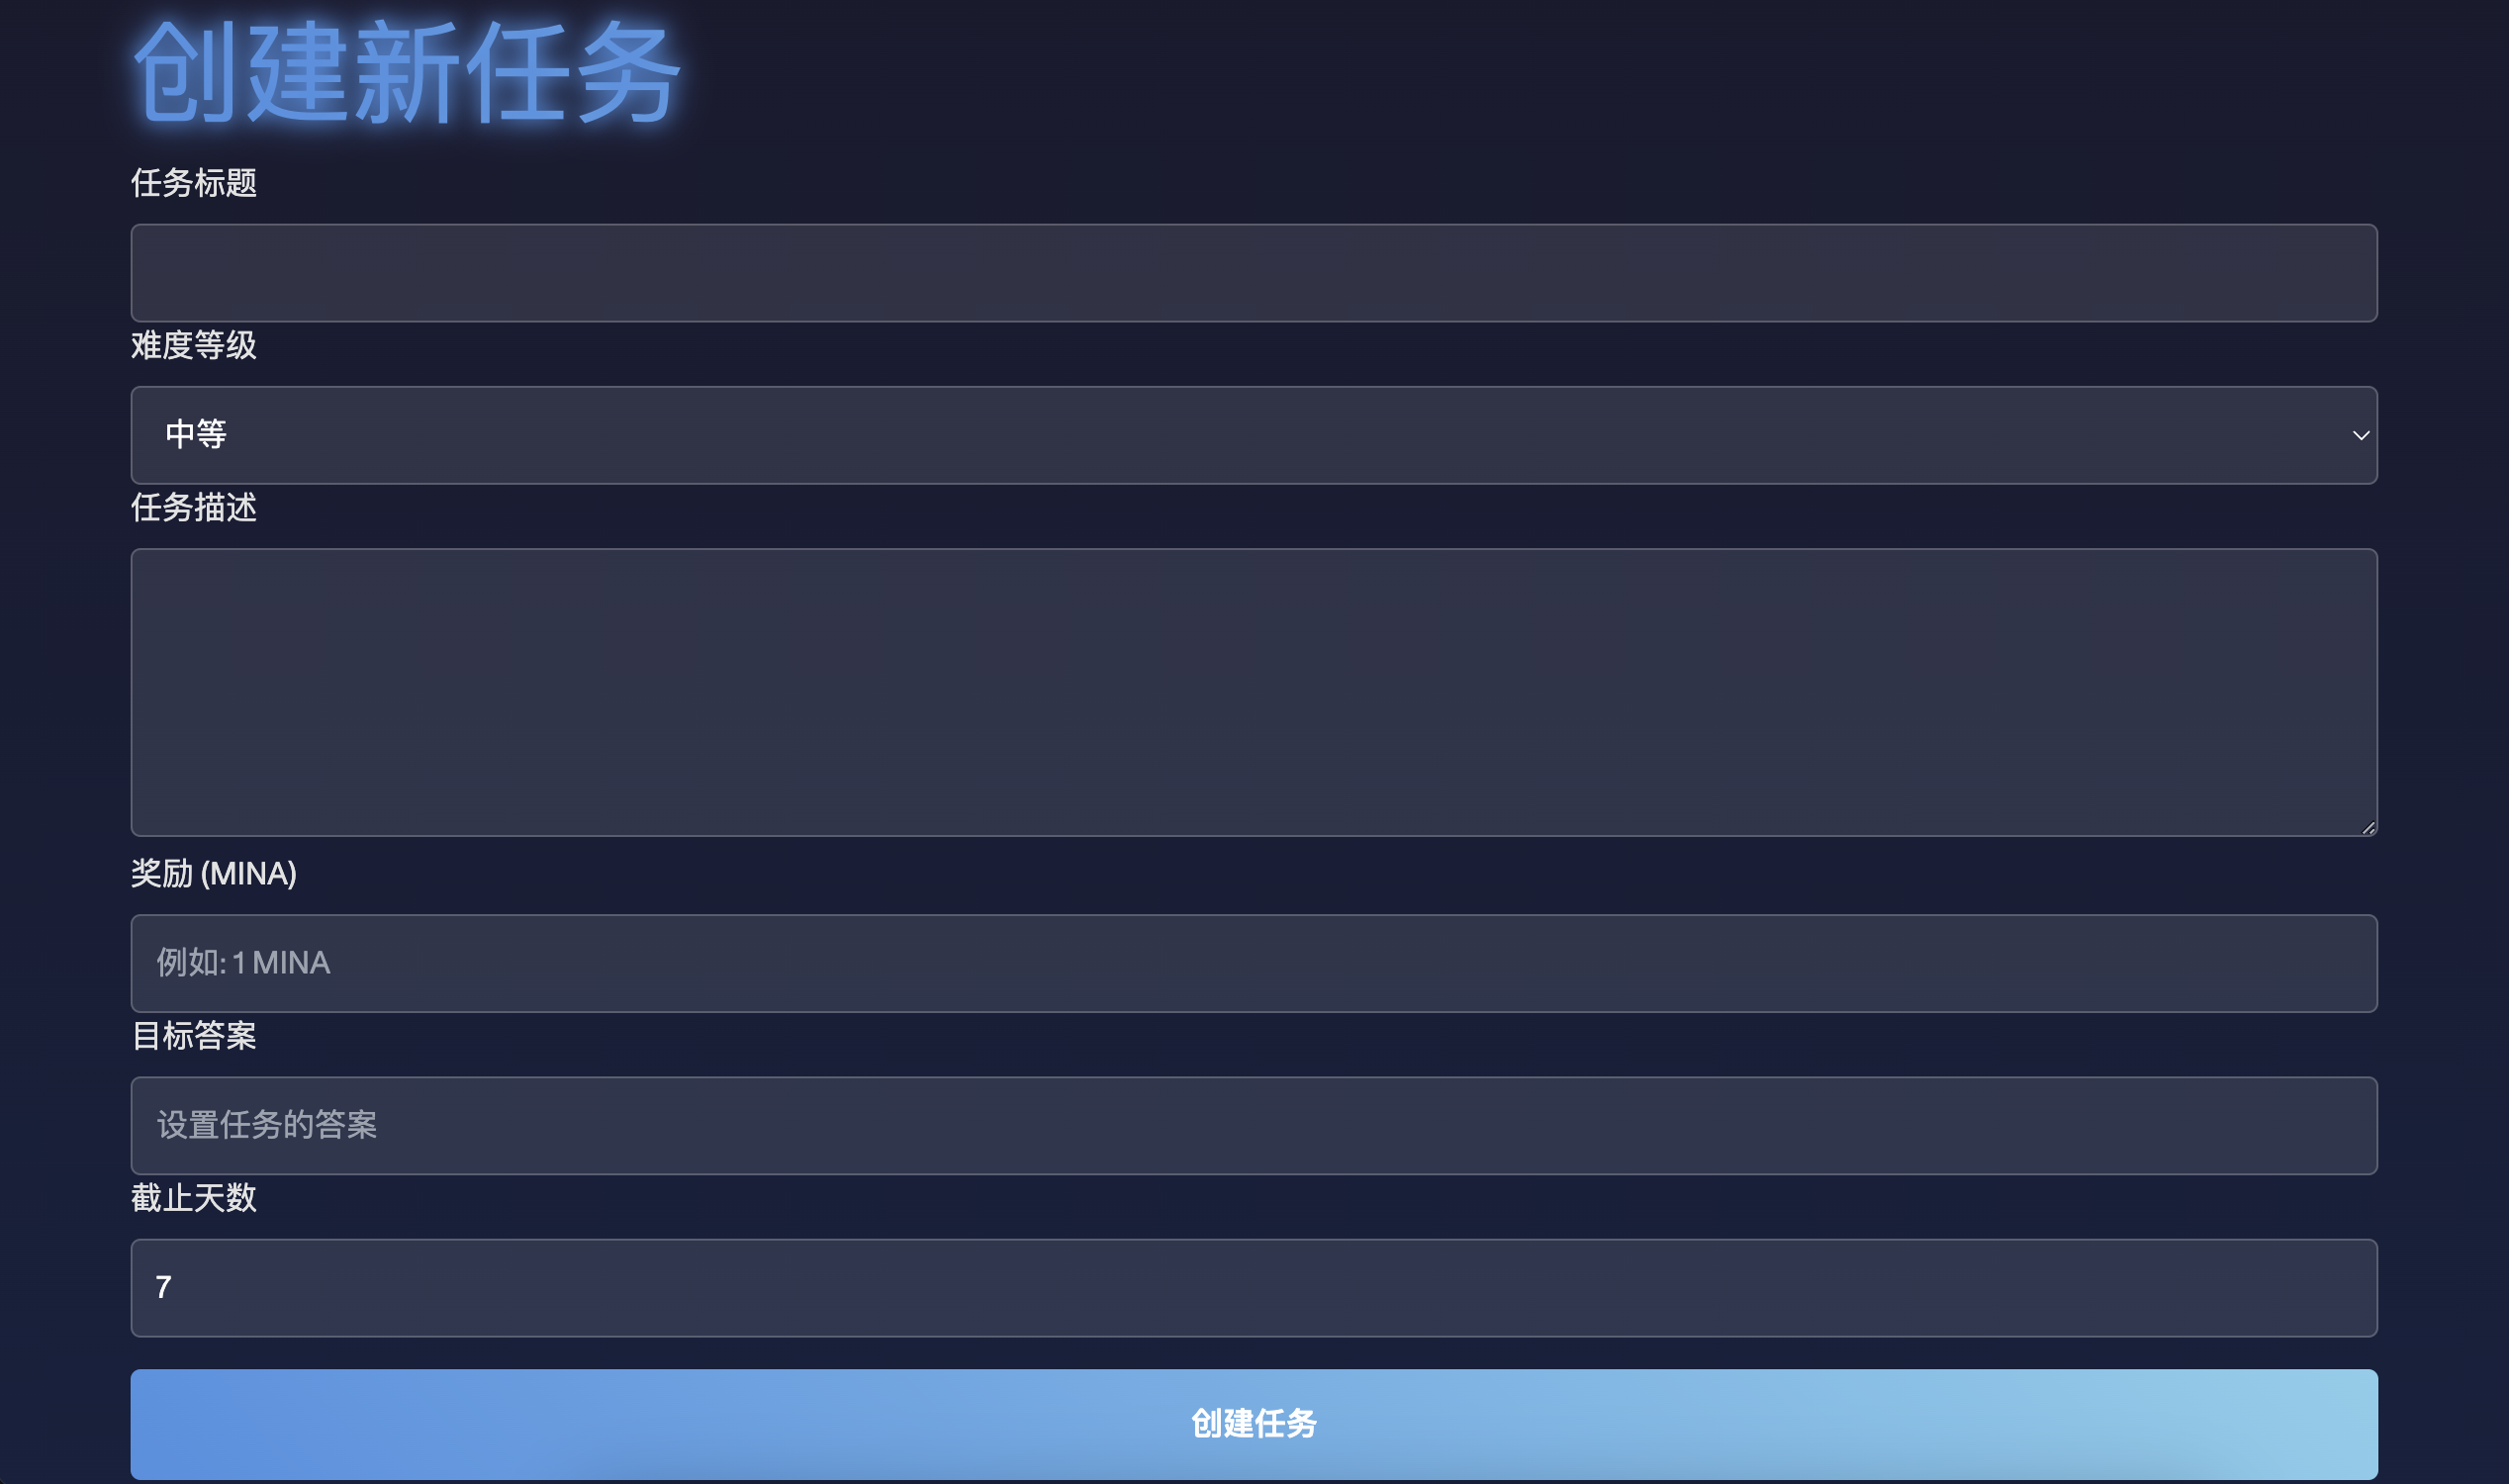 创建新任务
任务标题
难度等级
中等
任务描述
奖励 (MINA)
例如: 1 MINA
目标答案
设置任务的答案
截止天数
7
创建任务